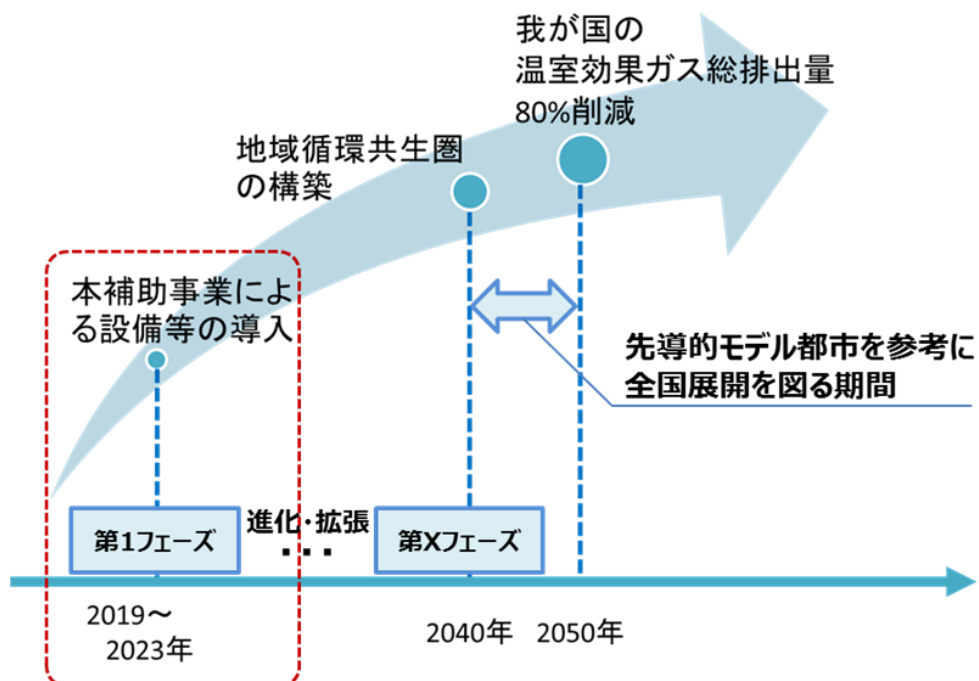 我が国の
温室効果ガス総排出量
80%削減
地域循環共生圏
の構築
本補助事業によ
る設備等の導入
先導的モデル都市を参考に
全国展開を図る期間
第1フェーズ
進化・拡張
・・・
第Xフェーズ
2019～
2023年
2040年
2050年